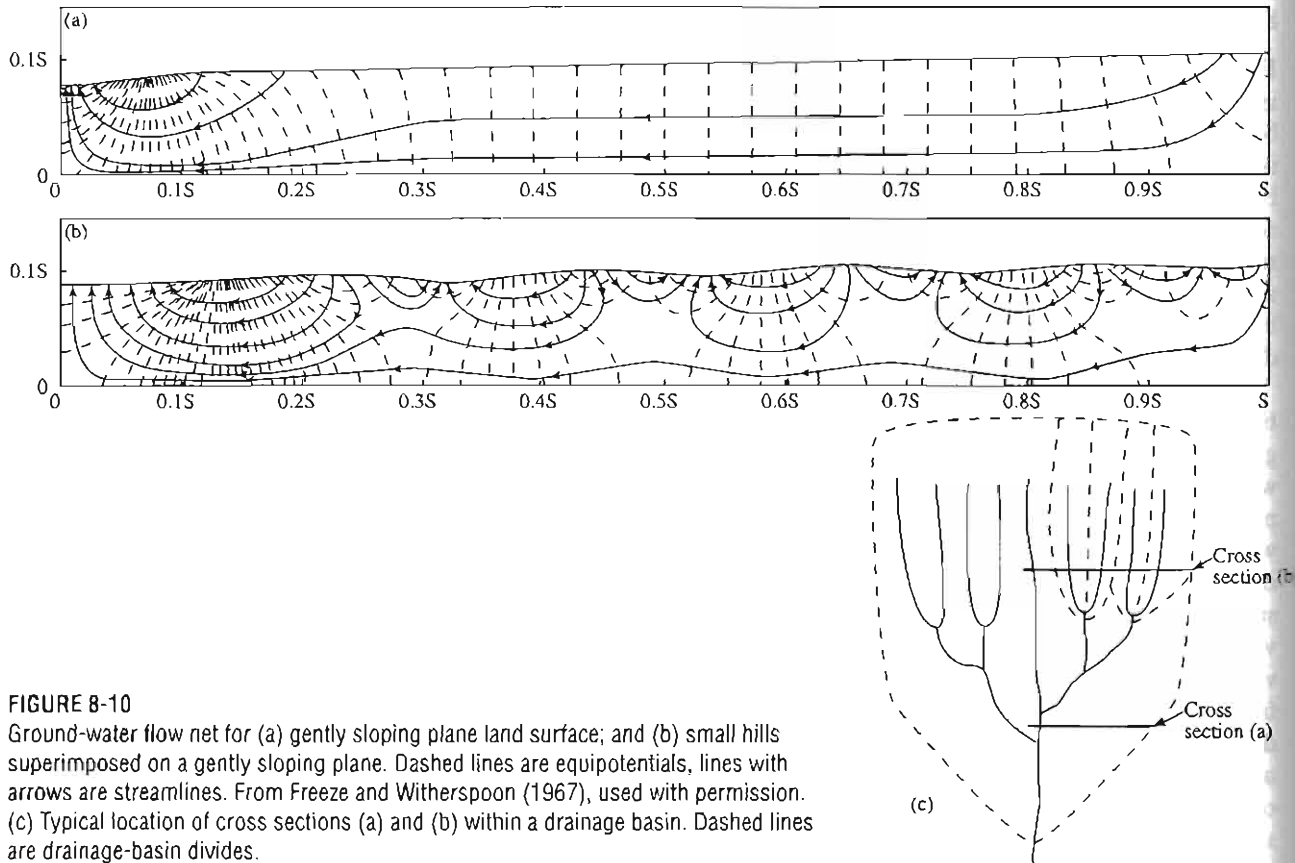 (a)
0.1S
0
0 0.1S 0.2S 0.3S 0.4S 0.5S 0.6S 0.7S 0.8S 0.9S S
(b)
0.1S
0
0 0.1S 0.2S 0.3S 0.4S 0.5S 0.6S 0.7S 0.8S 0.9S S
Cross
section (b
Cross
section (a)
(c)
FIGURE 8-10
Ground-water flow net for (a) gently sloping plane land surface; and (b) small hills
superimposed on a gently sloping plane. Dashed lines are equipotentials, lines with
arrows are streamlines. From Freeze and Witherspoon (1967), used with permission.
(c) Typical location of cross sections (a) and (b) within a drainage basin. Dashed lines
are drainage-basin divides.